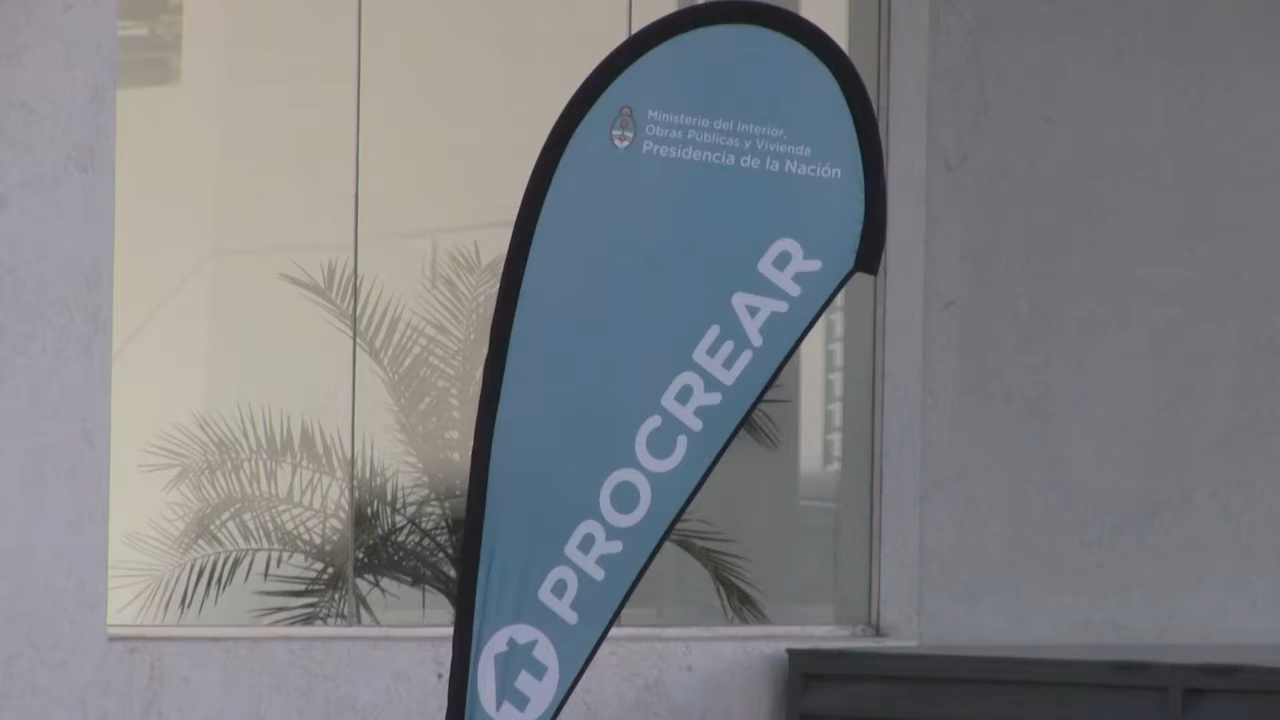 Ministerio del Interior,
Obras Públicas y Vivienda
Presidencia de la Nación
PROCREAR